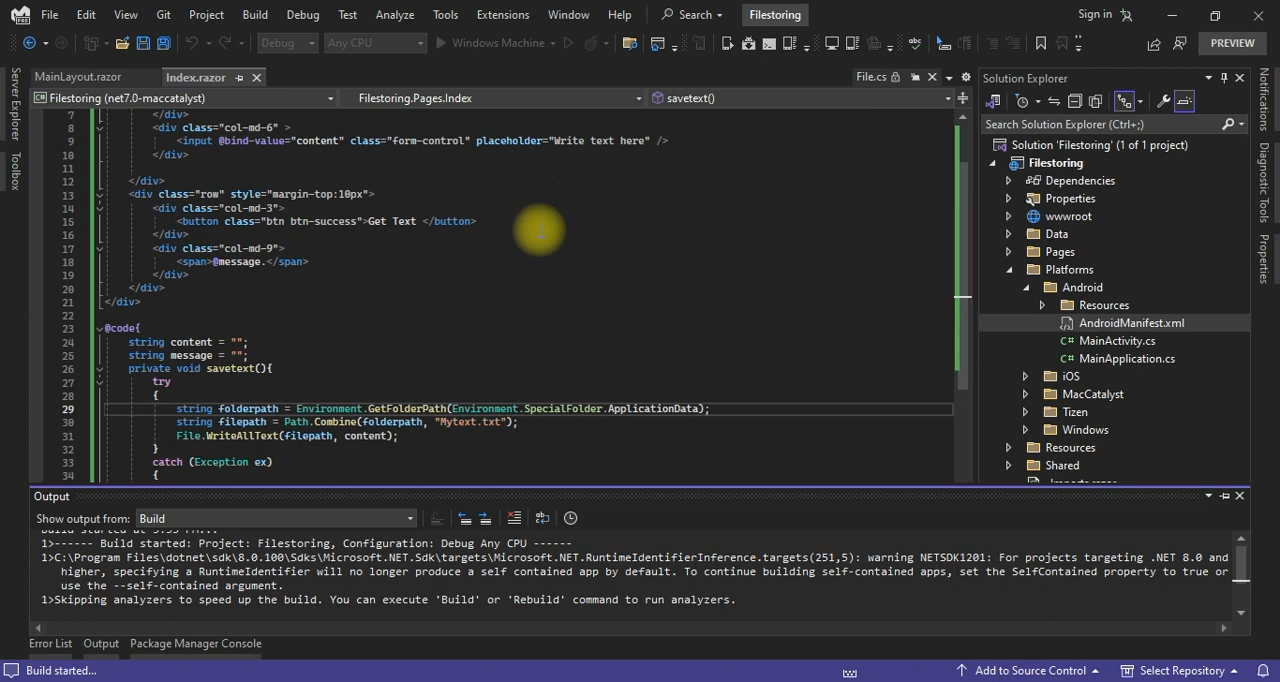 File Edit View Git Project Build Debug Test Analyze Tools Extensions Window Help Search Filestoring Sign in
Debug Any CPU Windows Machine PREVIEW
MainLayout.razor Index.razor File.cs
Filestoring (net7.0-maccatalyst) Filestoring.Pages.Index savetext()
7 </div>
8 <div class="col-md-6" >
9 <input @bind-value="content" class="form-control" placeholder="Write text here" />
10 </div>
11
12 </div>
13 <div class="row" style="margin-top:10px">
14 <div class="col-md-3">
15 <button class="btn btn-success">Get Text </button>
16 </div>
17 <div class="col-md-9">
18 <span>@message.</span>
19 </div>
20 </div>
21 </div>
22
23 @code{
24 string content = "";
25 string message = "";
26 private void savetext(){
27 try
28 {
29 string folderpath = Environment.GetFolderPath(Environment.SpecialFolder.ApplicationData);
30 string filepath = Path.Combine(folderpath, "Mytext.txt");
31 File.WriteAllText(filepath, content);
32 }
33 catch (Exception ex)
34 {
Server Explorer
Toolbox
Solution Explorer
Search Solution Explorer (Ctrl+;)
Solution 'Filestoring' (1 of 1 project)
Filestoring
Dependencies
Properties
wwwroot
Data
Pages
Platforms
Android
Resources
AndroidManifest.xml
C# MainActivity.cs
C# MainApplication.cs
iOS
MacCatalyst
Tizen
Windows
Resources
Shared
Notifications
Diagnostic Tools
Properties
Output
Show output from: Build
1>------ Build started: Project: Filestoring, Configuration: Debug Any CPU ------
1>C:\Program Files\dotnet\sdk\8.0.100\Sdks\Microsoft.NET.Sdk\targets\Microsoft.NET.RuntimeIdentifierInference.targets(251,5): warning NETSDK1201: For projects targeting .NET 8.0 and
higher, specifying a RuntimeIdentifier will no longer produce a self contained app by default. To continue building self-contained apps, set the SelfContained property to true or
use the --self-contained argument.
1>Skipping analyzers to speed up the build. You can execute 'Build' or 'Rebuild' command to run analyzers.
Error List Output Package Manager Console
Build started... Add to Source Control Select Repository